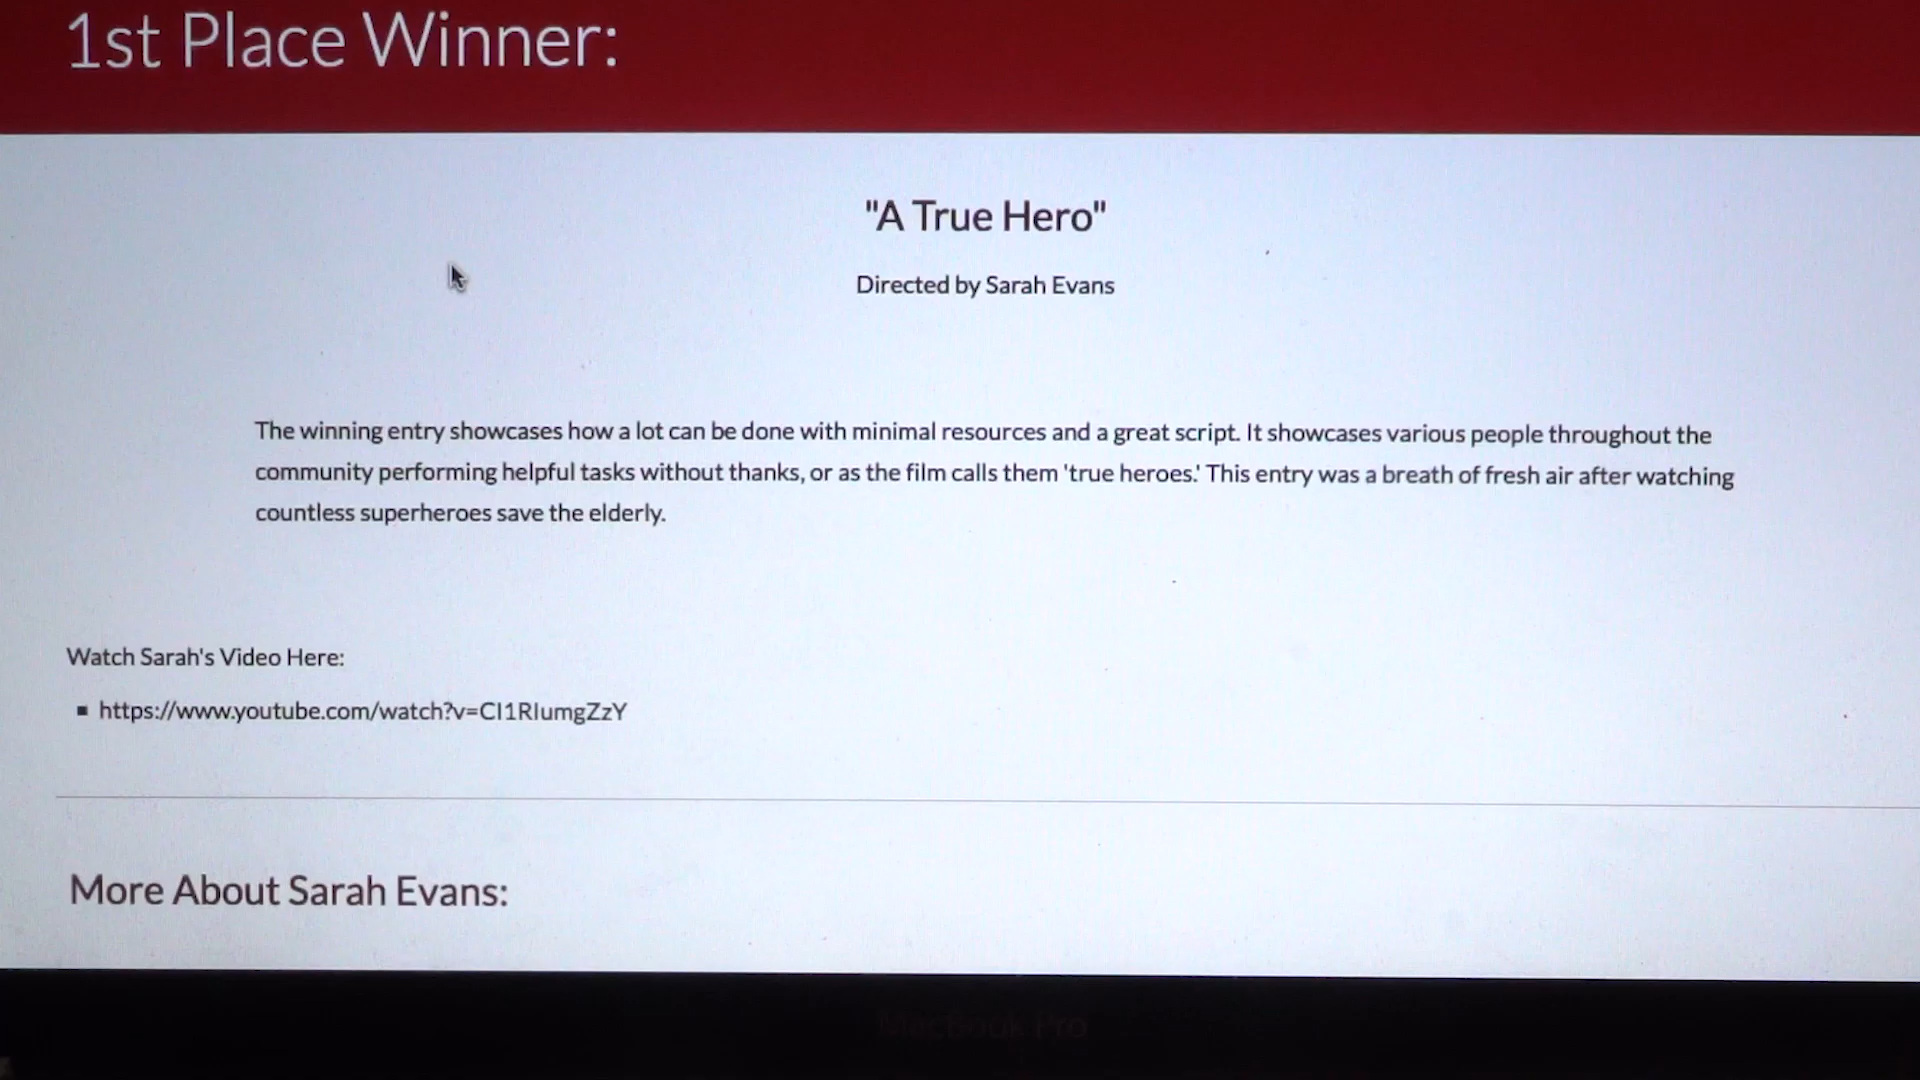 1st Place Winner:
"A True Hero"
Directed by Sarah Evans
The winning entry showcases how a lot can be done with minimal resources and a great script. It showcases various people throughout the
community performing helpful tasks without thanks, or as the film calls them 'true heroes.' This entry was a breath of fresh air after watching
countless superheroes save the elderly.
Watch Sarah's Video Here:
▪ https://www.youtube.com/watch?v=CI1RIumgZzY
More About Sarah Evans:
MacBook Pro